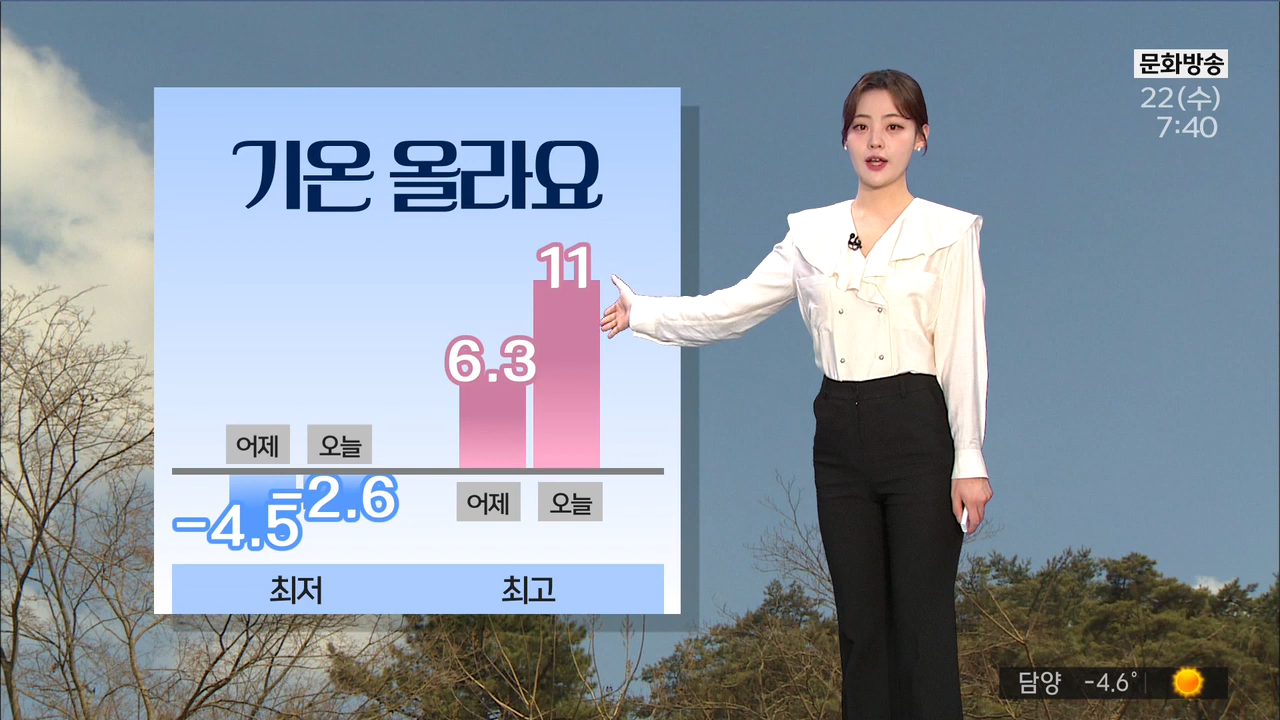 문화방송
22(수)
7:40
기온 올라요
11
6.3
어제 오늘
-4.5 -2.6
어제 오늘
최저 최고
담양 -4.6°